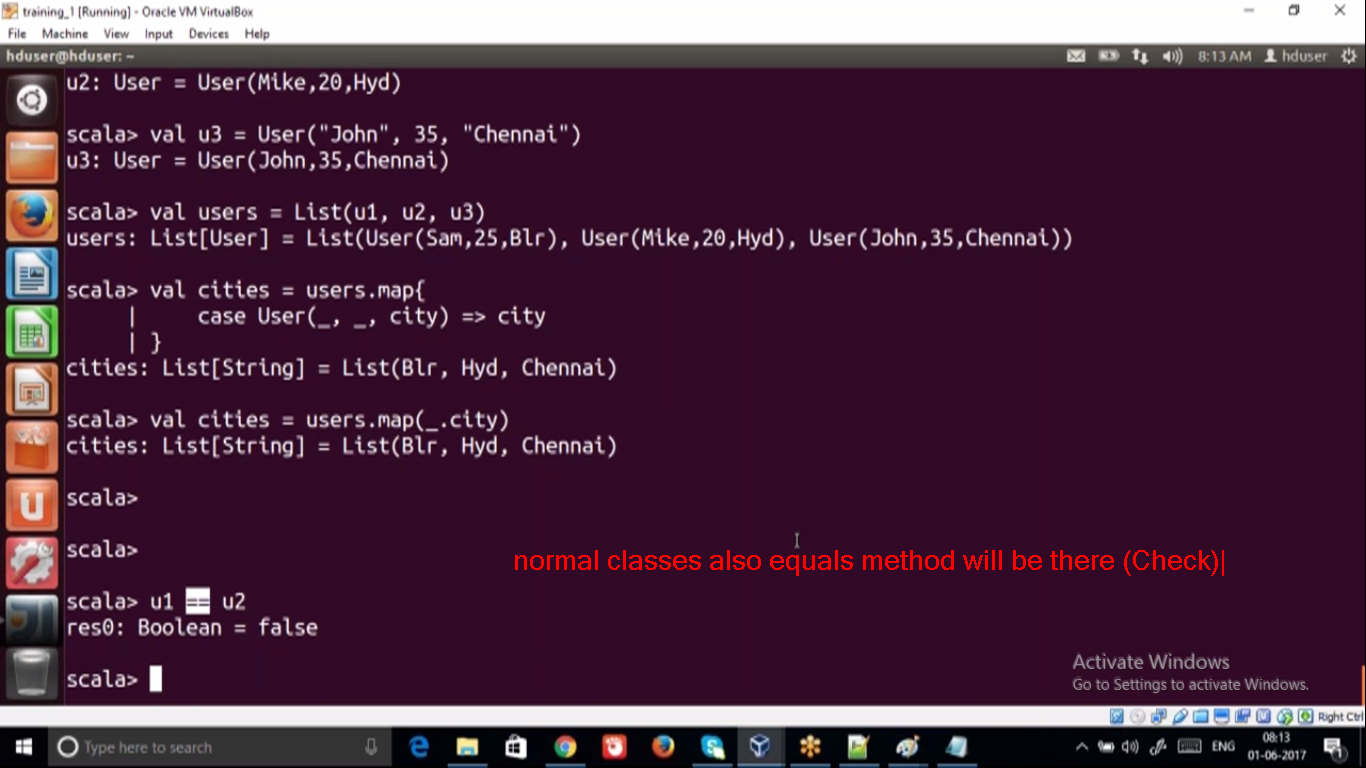 training_1 [Running] - Oracle VM VirtualBox
File Machine View Input Devices Help
hduser@hduser: ~
8:13 AM hduser
u2: User = User(Mike,20,Hyd)
scala> val u3 = User("John", 35, "Chennai")
u3: User = User(John,35,Chennai)
scala> val users = List(u1, u2, u3)
users: List[User] = List(User(Sam,25,Blr), User(Mike,20,Hyd), User(John,35,Chennai))
scala> val cities = users.map{
| case User(_, _, city) => city
| }
cities: List[String] = List(Blr, Hyd, Chennai)
scala> val cities = users.map(_.city)
cities: List[String] = List(Blr, Hyd, Chennai)
scala>
scala>
normal classes also equals method will be there (Check)|
scala> u1 == u2
res0: Boolean = false
scala>
Activate Windows
Go to Settings to activate Windows.
Right Ctrl
Type here to search
ENG
08:13
01-06-2017
1